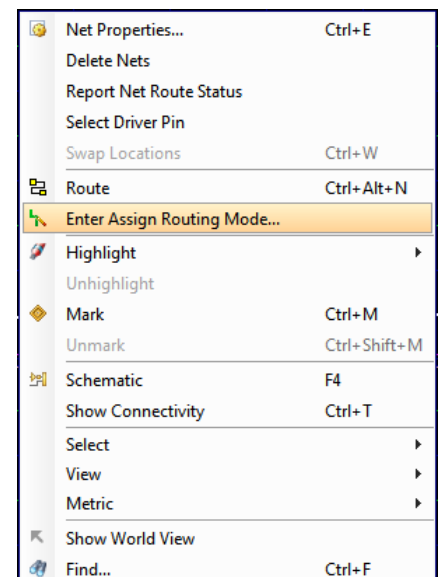 Net Properties... Ctrl+E
Delete Nets
Report Net Route Status
Select Driver Pin
Swap Locations Ctrl+W
Route Ctrl+Alt+N
Enter Assign Routing Mode...
Highlight
Unhighlight
Mark Ctrl+M
Unmark Ctrl+Shift+M
Schematic F4
Show Connectivity Ctrl+T
Select
View
Metric
Show World View
Find... Ctrl+F